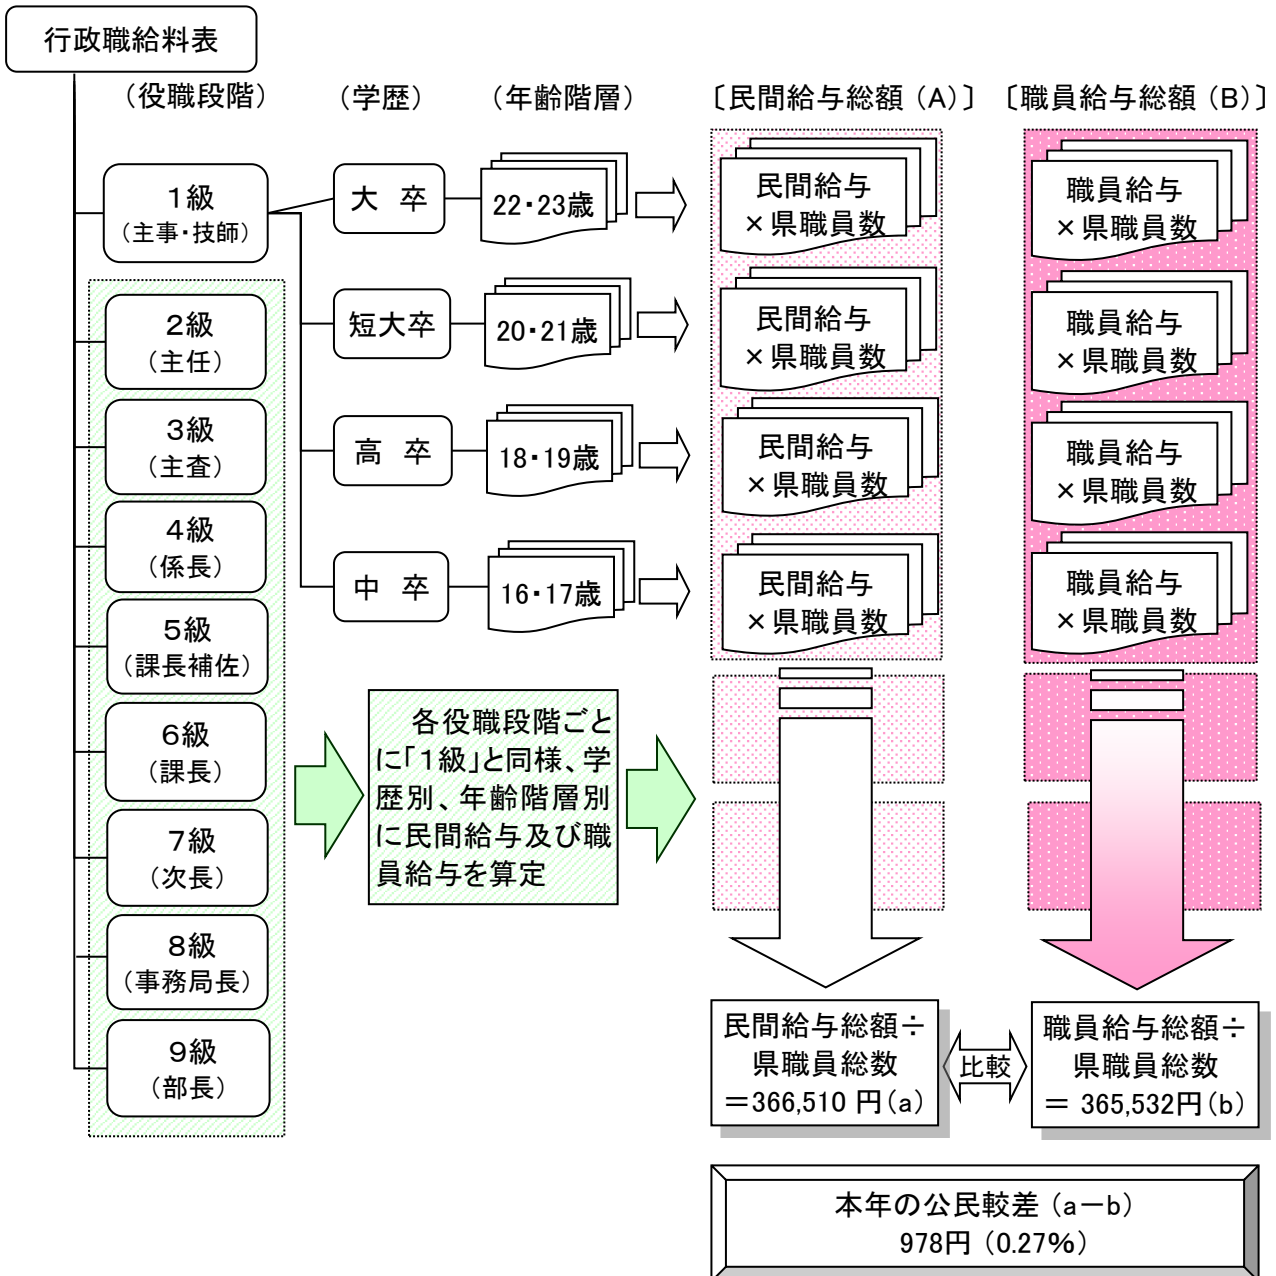 行政職給料表
（役職段階）
（学歴）
（年齢階層）
〔民間給与総額（A）〕
〔職員給与総額（B）〕
1級
（主事・技師）
大　卒
22・23歳
民間給与
×県職員数
職員給与
×県職員数
2級
（主任）
短大卒
20・21歳
民間給与
×県職員数
職員給与
×県職員数
3級
（主査）
高　卒
18・19歳
民間給与
×県職員数
職員給与
×県職員数
4級
（係長）
中　卒
16・17歳
民間給与
×県職員数
職員給与
×県職員数
5級
（課長補佐）
6級
（課長）
7級
（次長）
8級
（事務局長）
9級
（部長）
各役職段階ごと
に「1級」と同様、学
歴別、年齢階層別
に民間給与及び職
員給与を算定
民間給与総額÷
県職員総数
＝366,510 円（a）
比較
職員給与総額÷
県職員総数
＝ 365,532円（b）
本年の公民較差（a－b）
978円（0.27%）